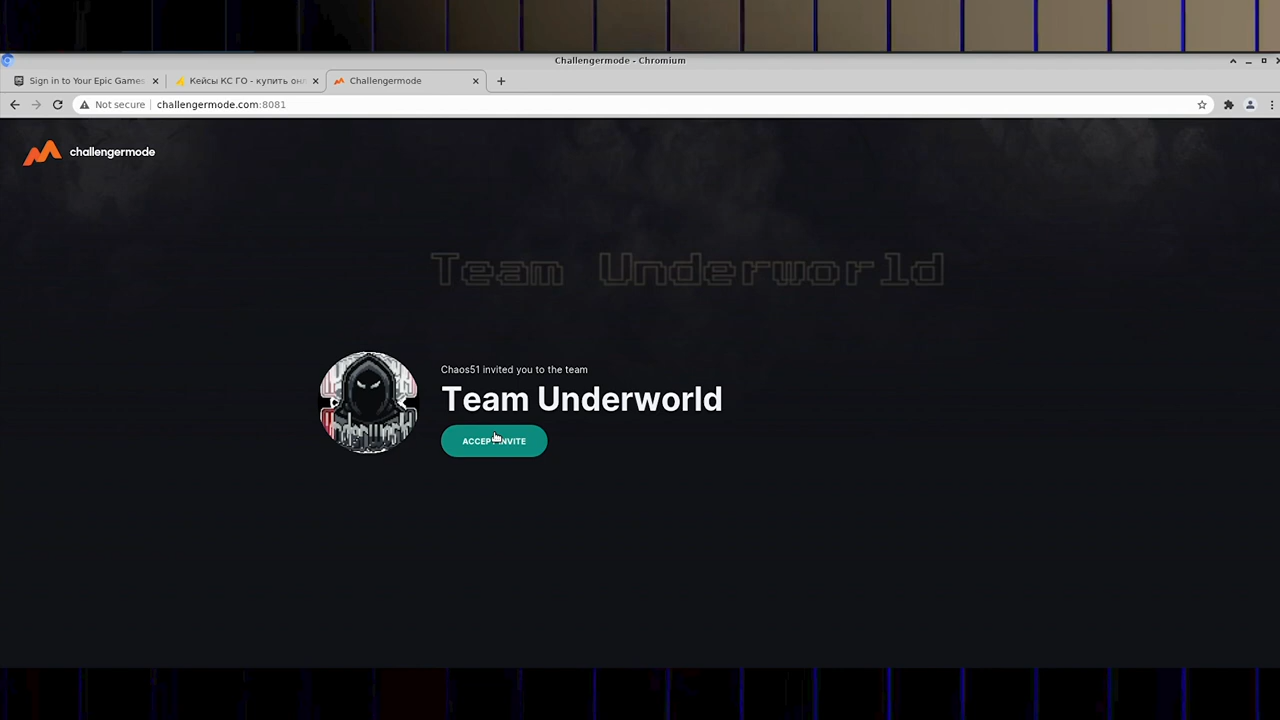 Challengermode - Chromium
Sign in to Your Epic Games
Кейсы КС ГО - купить онл
Challengermode
Not secure
challengermode.com:8081
challengermode
Team Underworld
Chaos51 invited you to the team
Team Underworld
ACCEPT INVITE